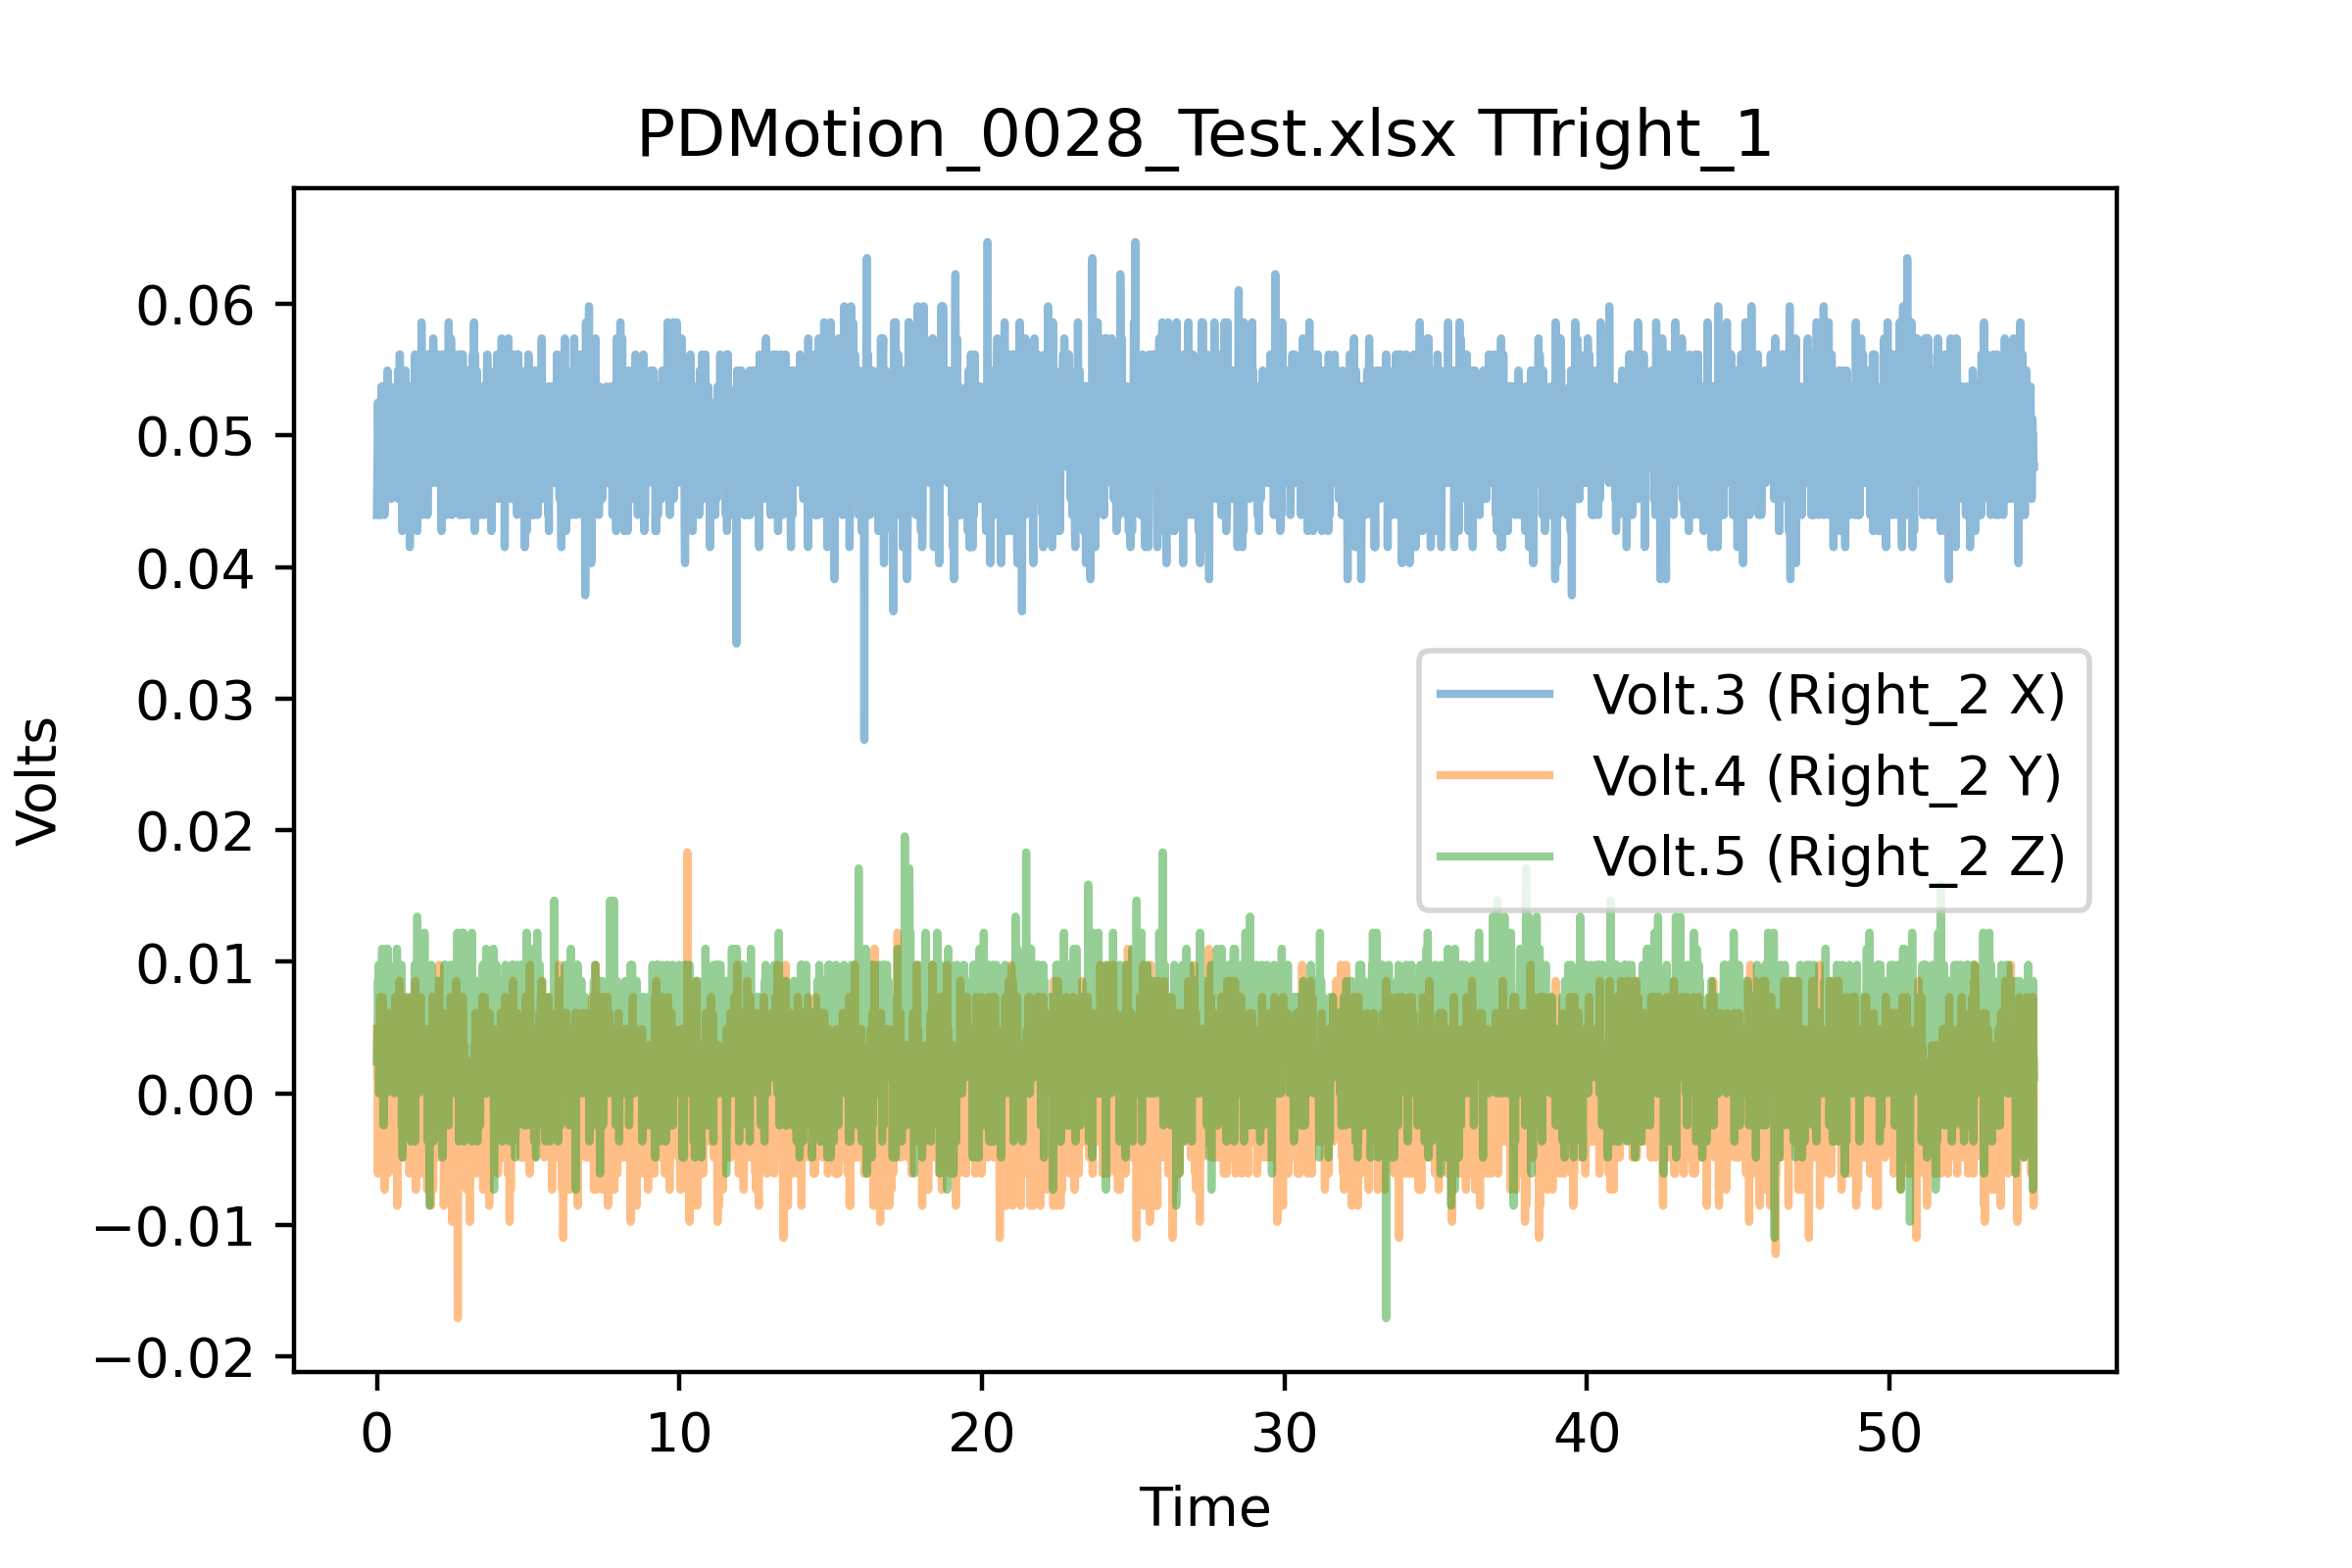 PDMotion_0028_Test.xlsx TTright_1
0.06
0.05
0.04
0.03
0.02
0.01
0.00
−0.01
−0.02
Volts
Volt.3 (Right_2 X)
Volt.4 (Right_2 Y)
Volt.5 (Right_2 Z)
0 10 20 30 40 50
Time